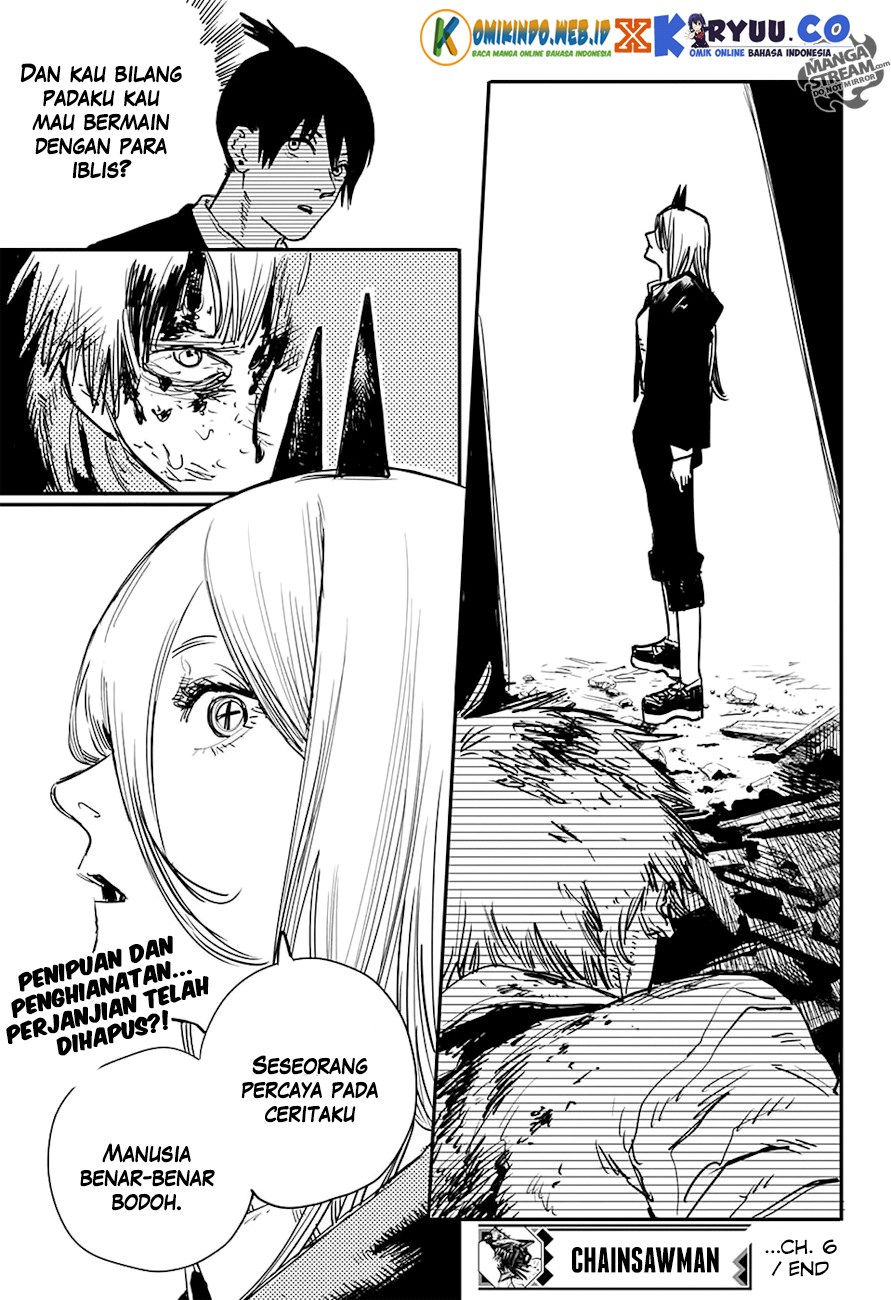 KOMIKINDO.WEB.ID X KIRYUU.CO
BACA MANGA ONLINE BAHASA INDONESIA
OMIK ONLINE BAHASA INDONESIA
MANGA
STREAM.com
DO NOT MIRROR
DAN KAU BILANG
PADAKU KAU
MAU BERMAIN
DENGAN PARA
IBLIS?
PENIPUAN DAN
PENGHIANATAN...
PERJANJIAN TELAH
DIHAPUS?!
SESEORANG
PERCAYA PADA
CERITAKU
MANUSIA
BENAR-BENAR
BODOH.
CHAINSAWMAN
...CH. 6
/ END